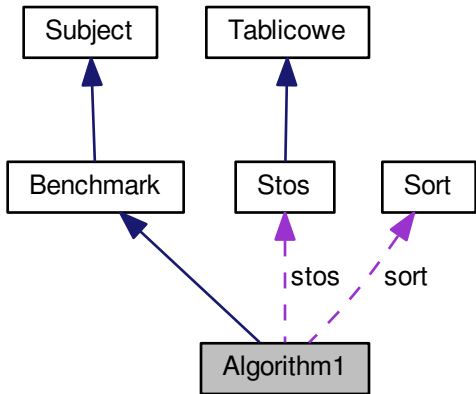 Subject
Tablicowe
Benchmark
Stos
Sort
stos
sort
Algorithm1